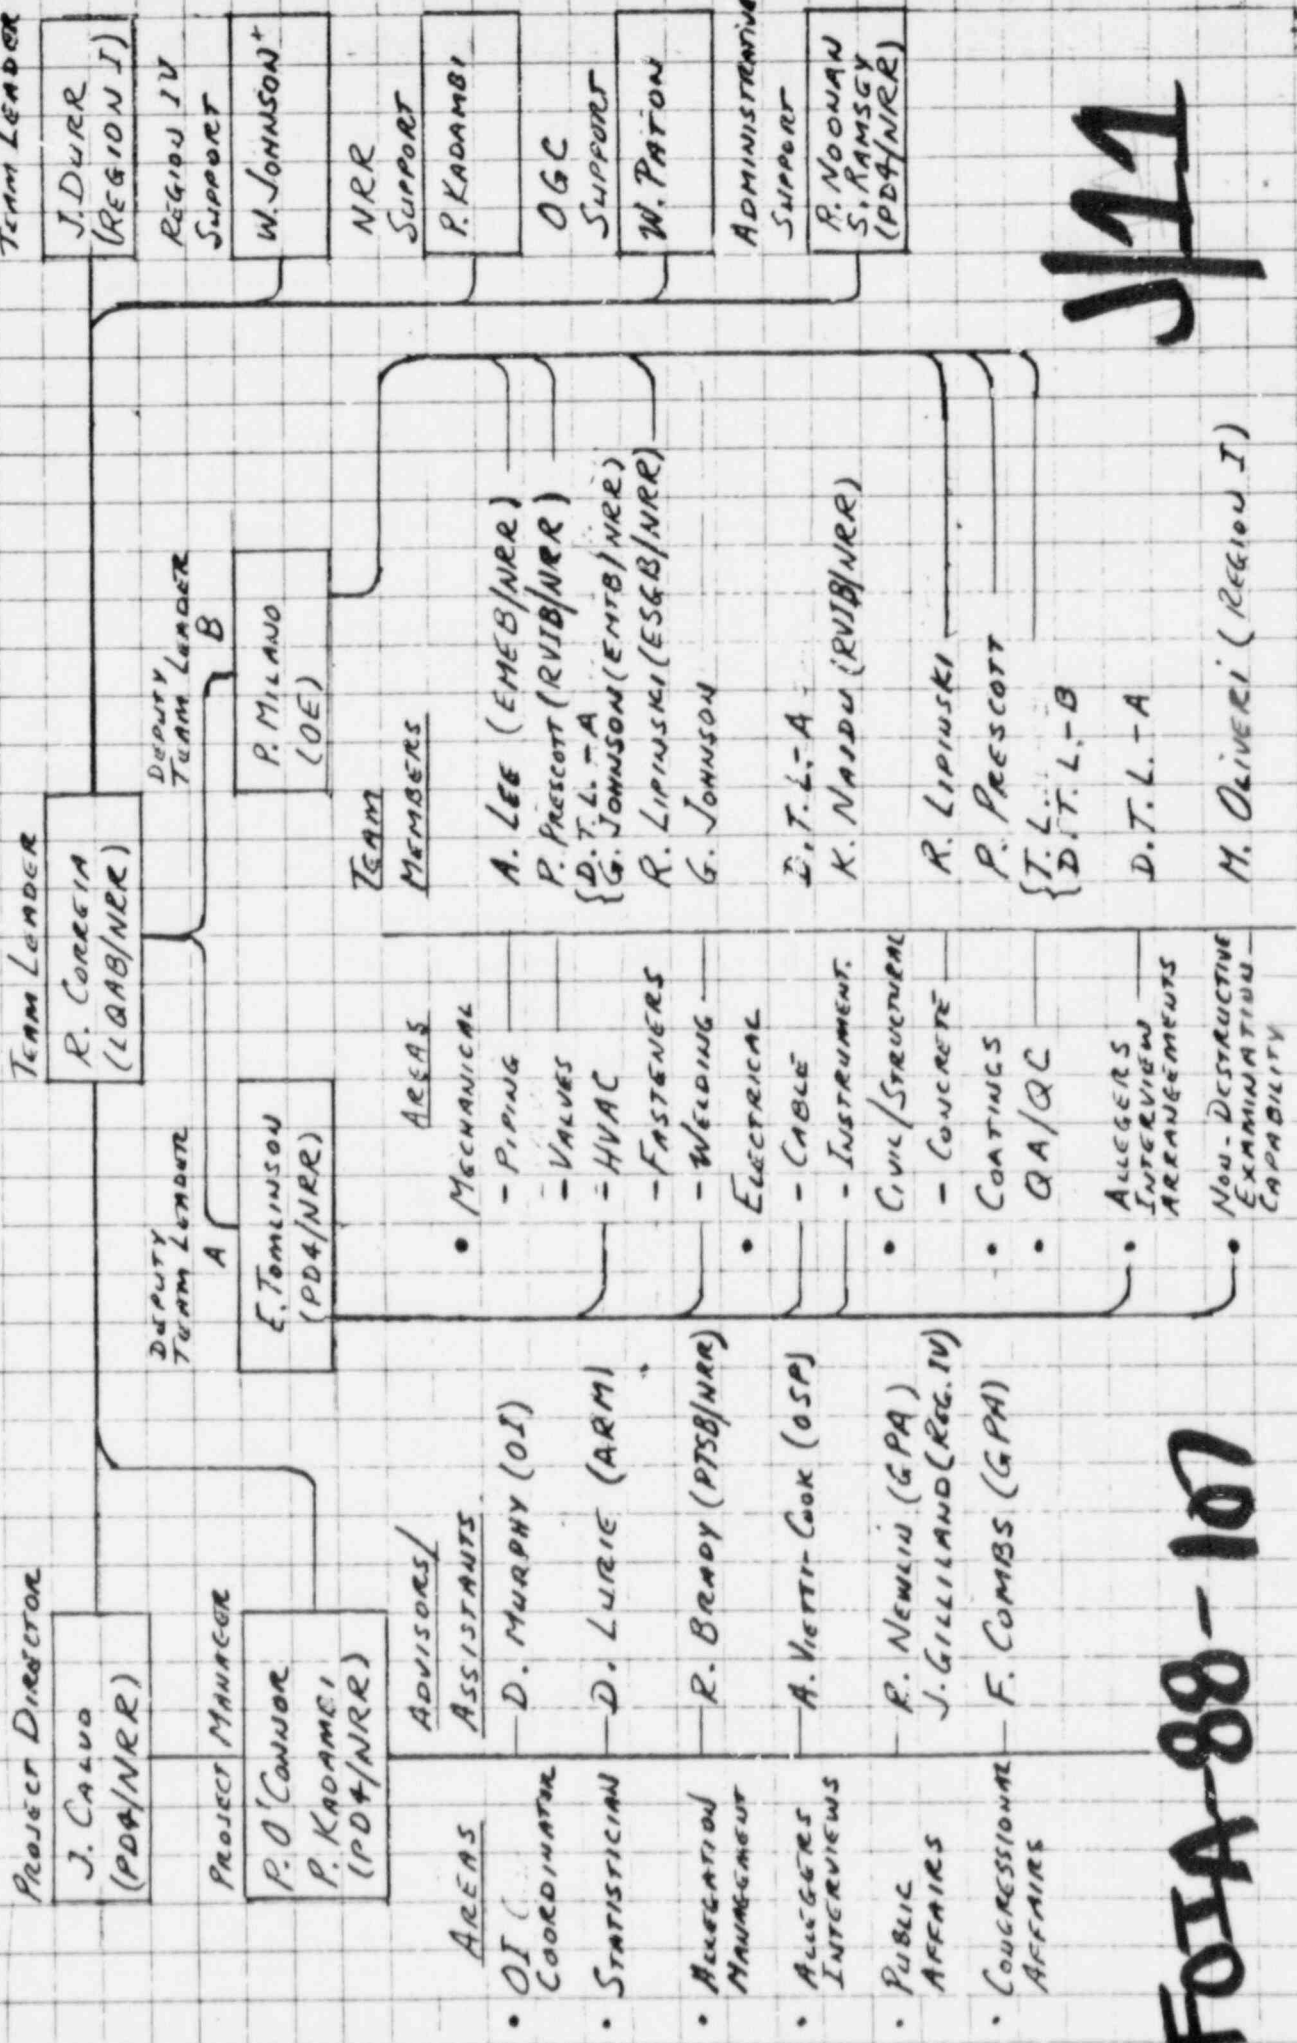 PROJECT DIRECTOR
J. CALVO
(PD4/NRR)
PROJECT MANAGER
P. O'CONNOR
P. KADAMBI
(PD4/NRR)
TEAM LEADER
R. CORREIA
(LQAB/NRR)
TEAM LEADER
J. DURR
(REGION I)
REGION IV
SUPPORT
W. JOHNSON+
NRR
SUPPORT
P. KADAMBI
OGC
SUPPORT
W. PATON
ADMINISTRATIVE
SUPPORT
R. NOONAN
S. RAMSEY
(PD4/NRR)
DEPUTY
TEAM LEADER
A
E. TOMLINSON
(PD4/NRR)
DEPUTY
TEAM LEADER
B
P. MILANO
(OE)
AREAS
ADVISORS/
ASSISTANTS
• OI (
COORDINATOR
D. MURPHY (OI)
• STATISTICIAN
D. LURIE (ARM)
• ALLEGATION
MANAGEMENT
R. BRADY (PTSB/NRR)
• ALLEGERS
INTERVIEWS
A. VIETTI-COOK (OSP)
• PUBLIC
AFFAIRS
R. NEWLIN (GPA)
J. GILLILAND (REG. IV)
• CONGRESSIONAL
AFFAIRS
F. COMBS (GPA)
AREAS
TEAM
MEMBERS
• MECHANICAL
- PIPING
A. LEE (EMEB/NRR)
- VALVES
P. PRESCOTT (RVIB/NRR)
- HVAC
{D.T.L.-A
G. JOHNSON (EMTB/NRR)
- FASTENERS
R. LIPINSKI (ESGB/NRR)
- WELDING
G. JOHNSON
• ELECTRICAL
- CABLE
D.T.L.-A
- INSTRUMENT.
K. NAIDU (RVIB/NRR)
• CIVIL/STRUCTURAL
- CONCRETE
R. LIPINSKI
• COATINGS
P. PRESCOTT
• QA/QC
{T.L.
D.T.L.-B
• ALLEGERS
INTERVIEW
ARRANGEMENTS
D.T.L.-A
• NON-DESTRUCTIVE
EXAMINATION
CAPABILITY
M. OLIVERI (REGION I)
FOIA-88-107
J/11